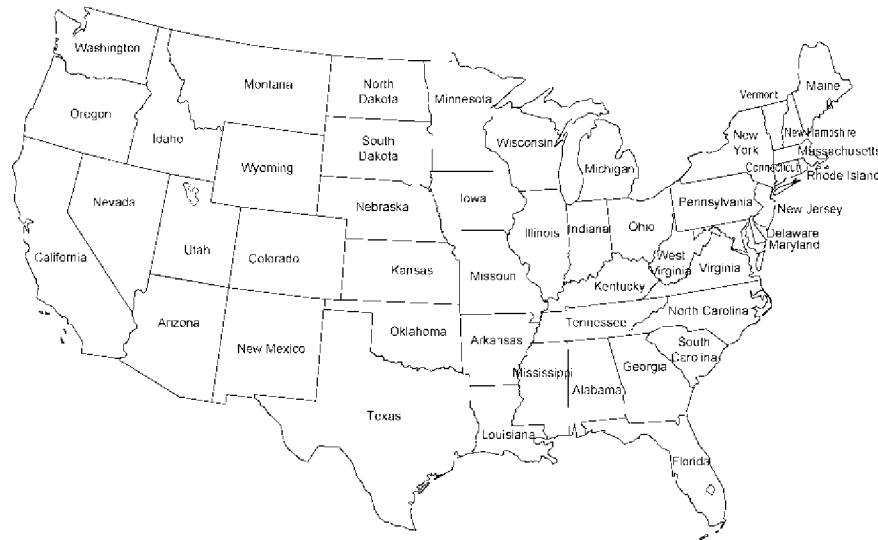 Washington
Oregon
Idaho
Montana
North
Dakota
Minnesota
South
Dakota
Wyoming
Wisconsin
Michigan
Vermont
Maine
New Hampshire
New
York
Massachusetts
Connecticut
Rhode Island
Nevada
Utah
California
Colorado
Nebraska
Iowa
Illinois
Indiana
Ohio
Pennsylvania
New Jersey
Delaware
Maryland
West
Virginia
Virginia
Kansas
Missouri
Kentucky
Arizona
New Mexico
Oklahoma
Arkansas
Tennessee
North Carolina
South
Carolina
Mississippi
Alabama
Georgia
Texas
Louisiana
Florida